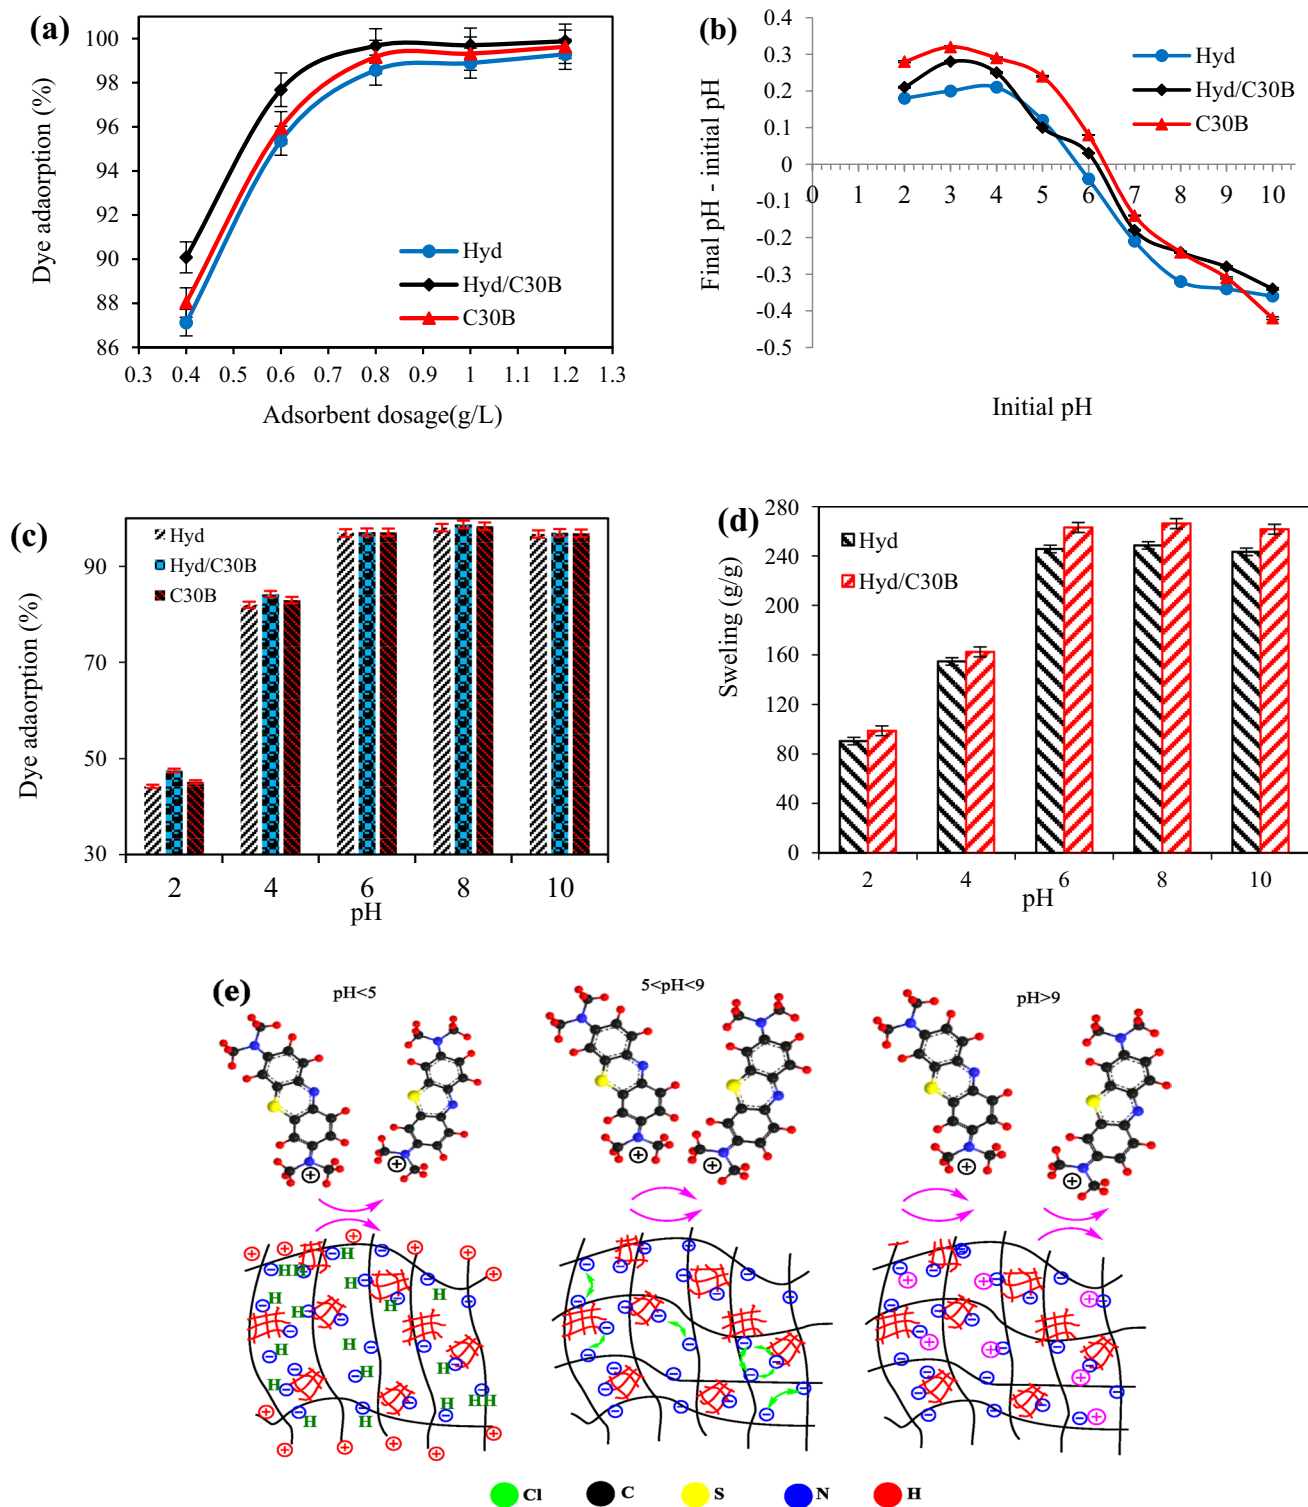 (a)
Dye adaorption (%)
100
98
96
94
92
90
88
86
Hyd
Hyd/C30B
C30B
0.3 0.4 0.5 0.6 0.7 0.8 0.9 1 1.1 1.2 1.3
Adsorbent dosage(g/L)
(b)
Final pH - initial pH
0.4
0.3
0.2
0.1
0
-0.1
-0.2
-0.3
-0.4
-0.5
Hyd
Hyd/C30B
C30B
0 1 2 3 4 5 6 7 8 9 10
Initial pH
(c)
Dye adaorption (%)
90
70
50
30
Hyd
Hyd/C30B
C30B
2 4 6 8 10
pH
(d)
Sweling (g/g)
280
240
200
160
120
80
40
0
Hyd
Hyd/C30B
2 4 6 8 10
pH
(e)
pH<5
5<pH<9
pH>9
H
HH
H
H
H
H
H
H
H
H
H
H
HH
H
H
Cl C S N H